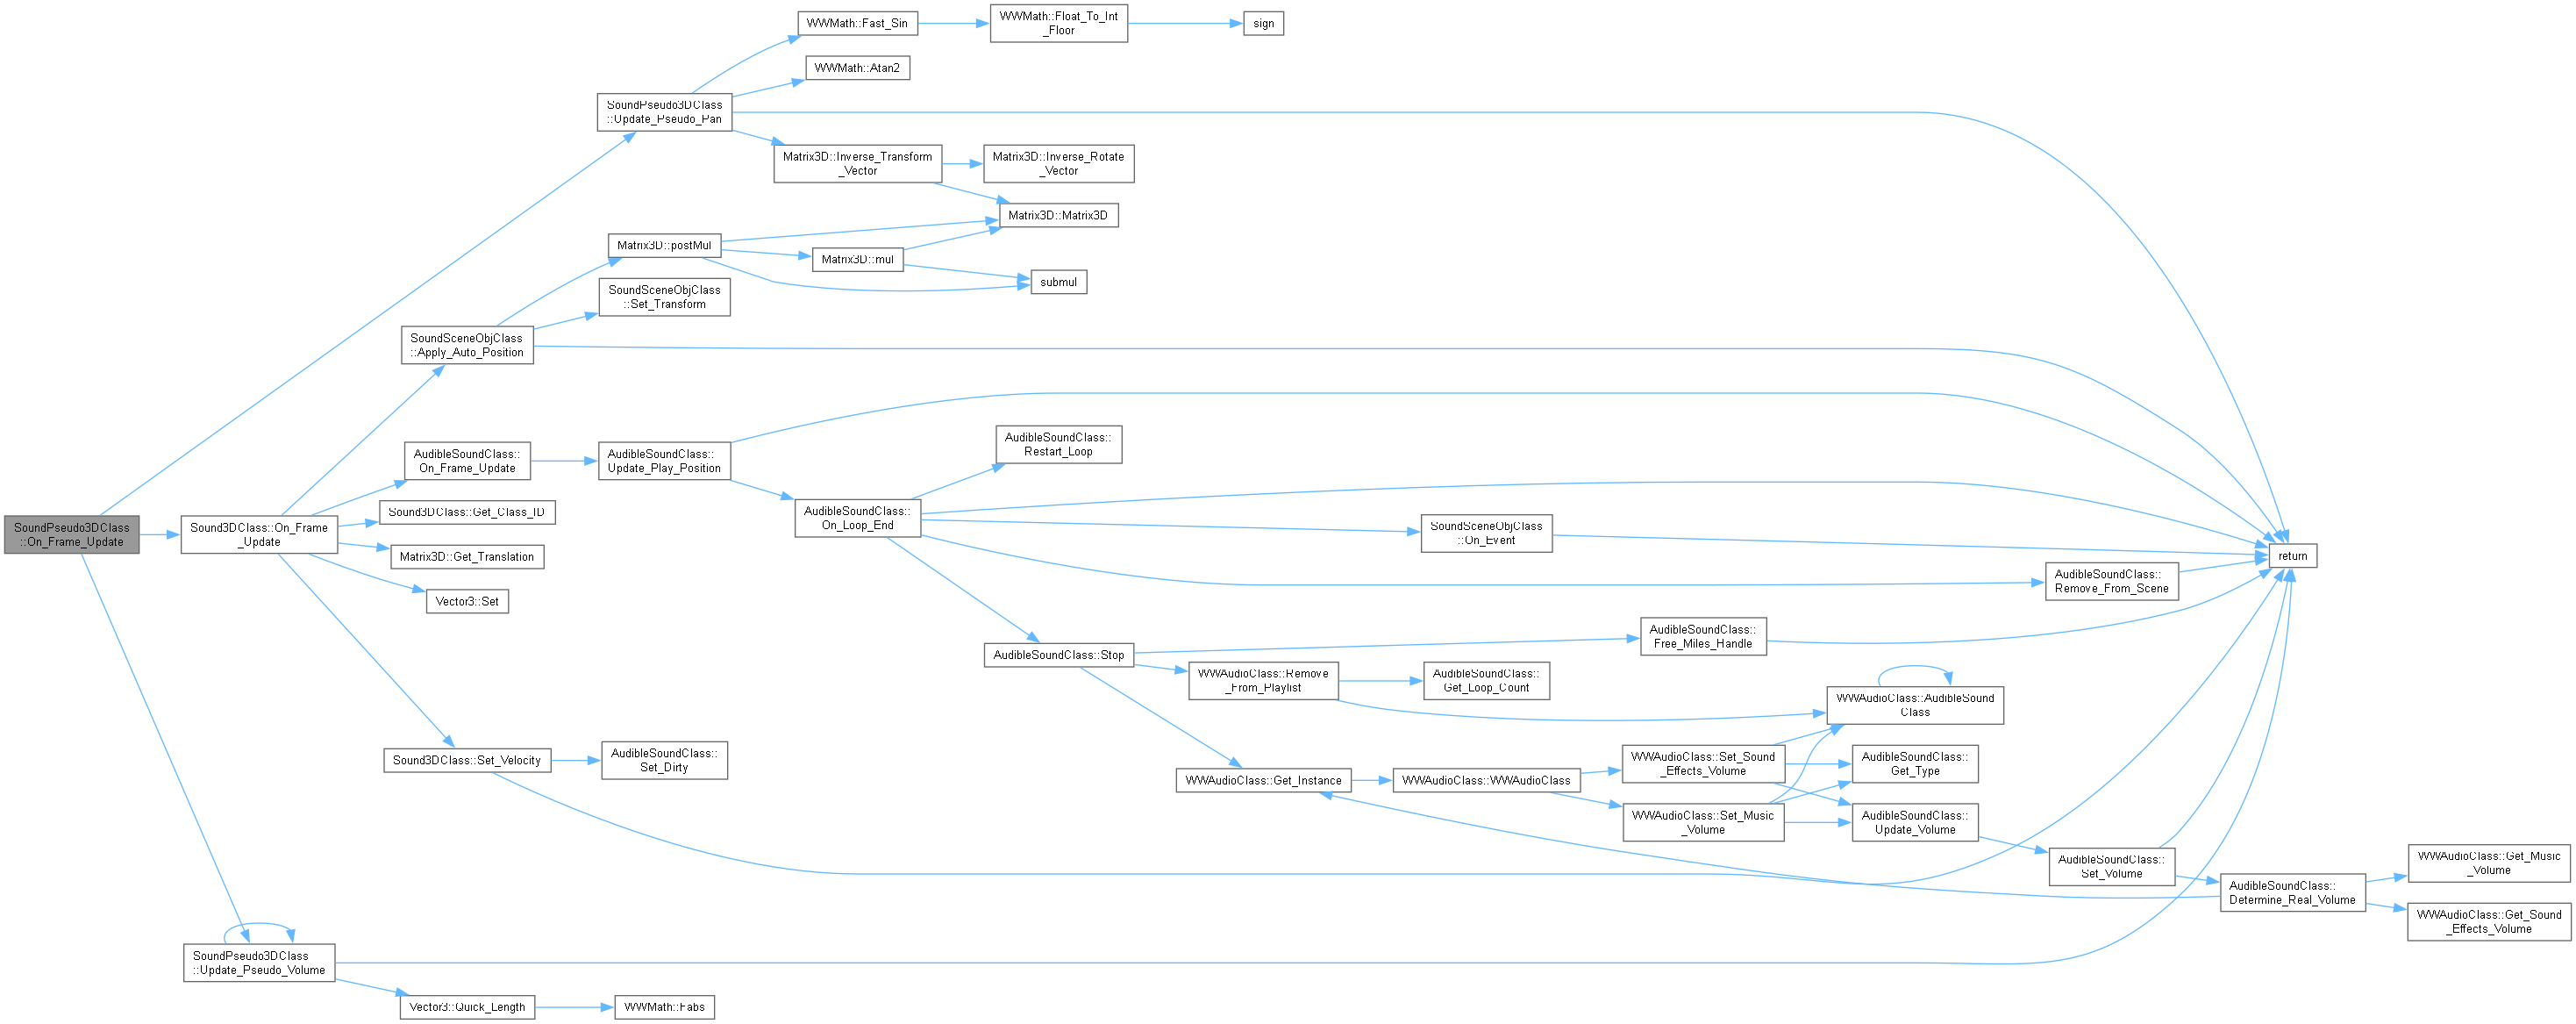 SoundPseudo3DClass
::On_Frame_Update
SoundPseudo3DClass
::Update_Pseudo_Pan
WWMath::Fast_Sin
WWMath::Float_To_Int
_Floor
sign
WWMath::Atan2
Matrix3D::Inverse_Transform
_Vector
Matrix3D::Inverse_Rotate
_Vector
Matrix3D::Matrix3D
Matrix3D::postMul
Matrix3D::mul
submul
SoundSceneObjClass
::Set_Transform
SoundSceneObjClass
::Apply_Auto_Position
Sound3DClass::On_Frame
_Update
AudibleSoundClass::
On_Frame_Update
AudibleSoundClass::
Update_Play_Position
Sound3DClass::Get_Class_ID
Matrix3D::Get_Translation
Vector3::Set
AudibleSoundClass::
On_Loop_End
AudibleSoundClass::
Restart_Loop
SoundSceneObjClass
::On_Event
AudibleSoundClass::
Remove_From_Scene
return
AudibleSoundClass::Stop
AudibleSoundClass::
Free_Miles_Handle
WWAudioClass::Remove
_From_Playlist
AudibleSoundClass::
Get_Loop_Count
WWAudioClass::AudibleSound
Class
WWAudioClass::Get_Instance
WWAudioClass::WWAudioClass
WWAudioClass::Set_Sound
_Effects_Volume
WWAudioClass::Set_Music
_Volume
AudibleSoundClass::
Get_Type
AudibleSoundClass::
Update_Volume
AudibleSoundClass::
Set_Volume
AudibleSoundClass::
Determine_Real_Volume
WWAudioClass::Get_Music
_Volume
WWAudioClass::Get_Sound
_Effects_Volume
Sound3DClass::Set_Velocity
AudibleSoundClass::
Set_Dirty
SoundPseudo3DClass
::Update_Pseudo_Volume
Vector3::Quick_Length
WWMath::Fabs